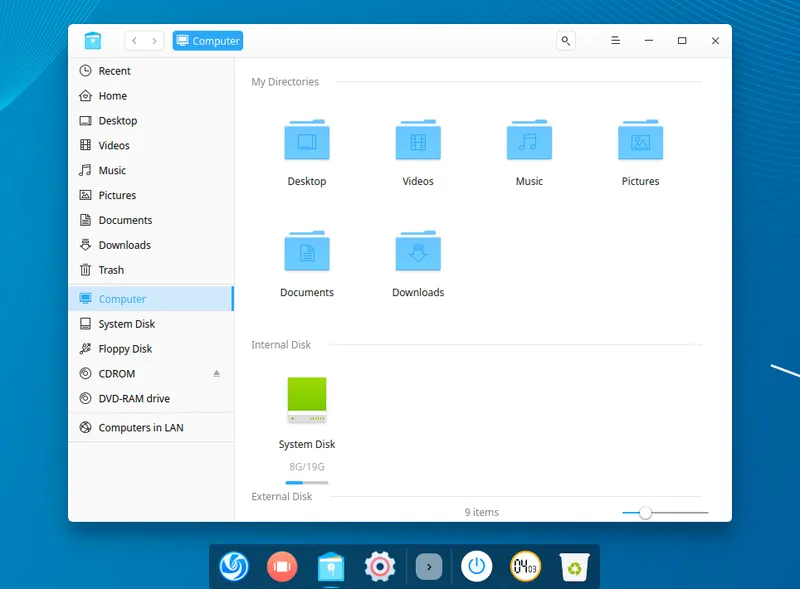 Computer
Recent
Home
Desktop
Videos
Music
Pictures
Documents
Downloads
Trash
Computer
System Disk
Floppy Disk
CDROM
DVD-RAM drive
Computers in LAN
My Directories
Desktop
Videos
Music
Pictures
Documents
Downloads
Internal Disk
System Disk
8G/19G
External Disk
9 items
04 03